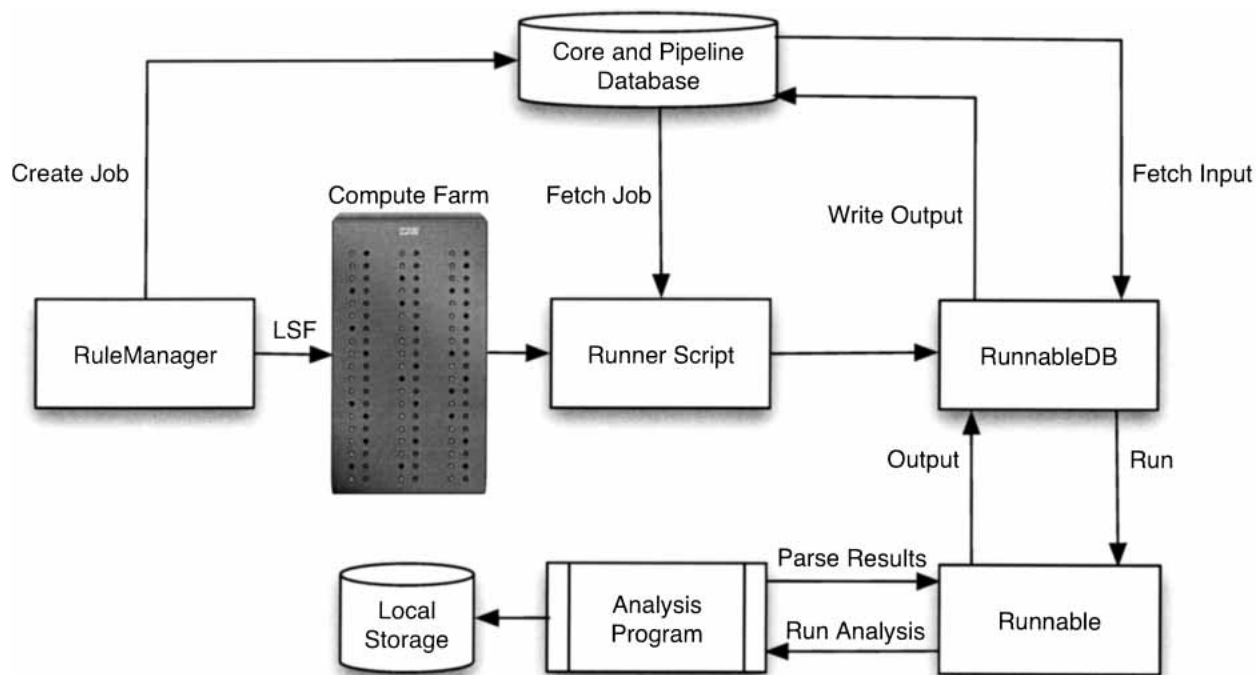 Core and Pipeline
Database
Create Job
Compute Farm
Fetch Job
Write Output
Fetch Input
RuleManager
LSF
Runner Script
RunnableDB
Output
Run
Parse Results
Local
Storage
Analysis
Program
Run Analysis
Runnable